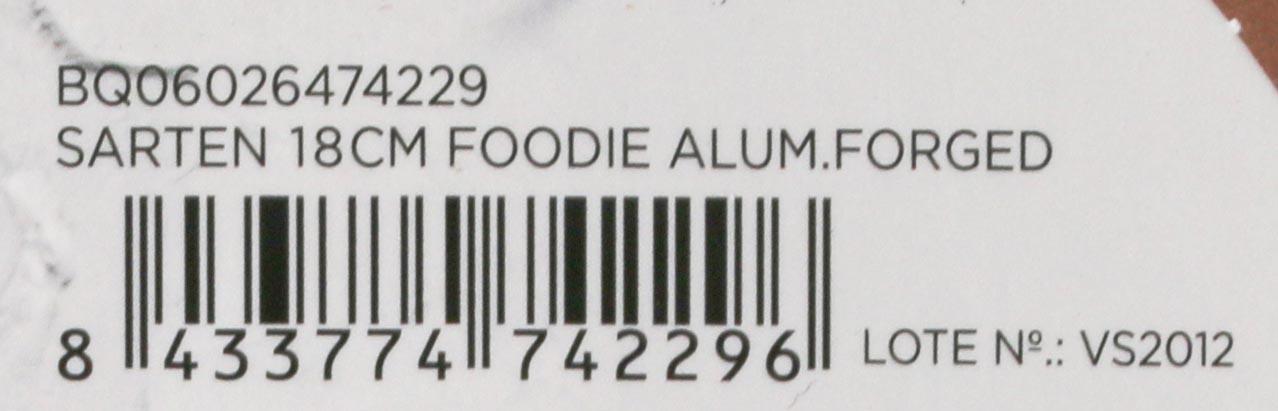 BQ06026474229
SARTEN 18CM FOODIE ALUM.FORGED
8 433774 742296
LOTE Nº.: VS2012